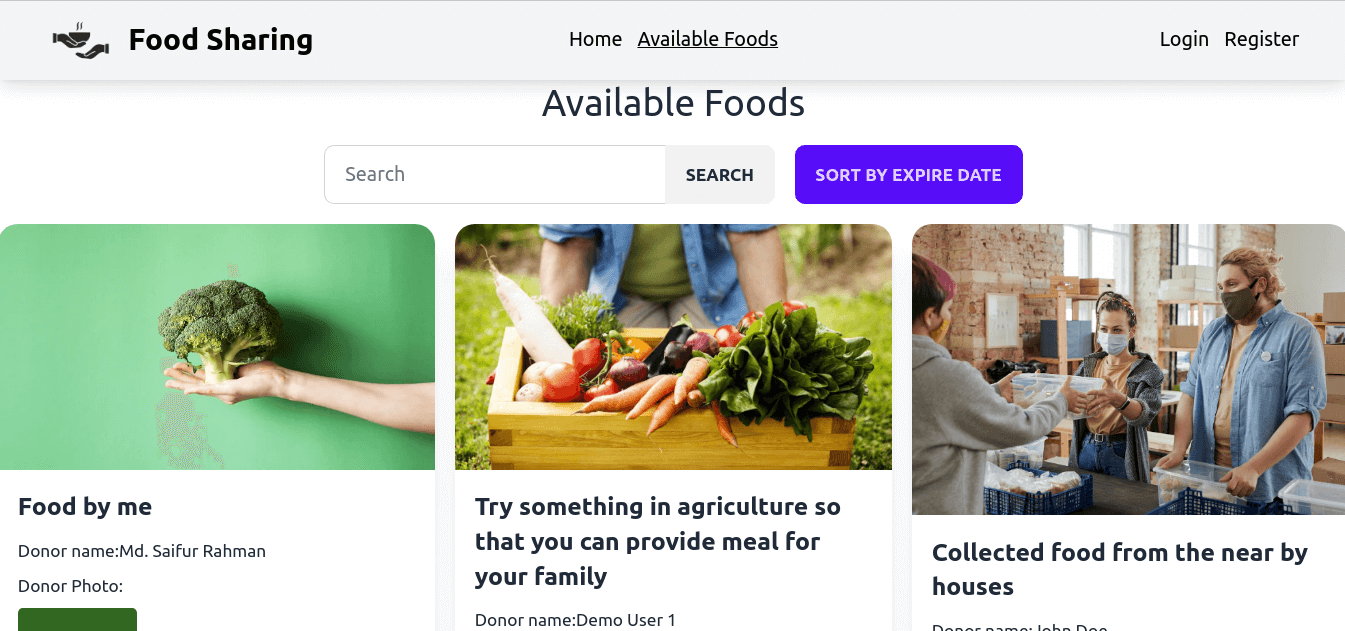 Food Sharing
Home Available Foods
Login Register
Available Foods
Search SEARCH SORT BY EXPIRE DATE
Food by me
Donor name:Md. Saifur Rahman
Donor Photo:
Try something in agriculture so
that you can provide meal for
your family
Donor name:Demo User 1
Collected food from the near by
houses
Donor name:John Doe